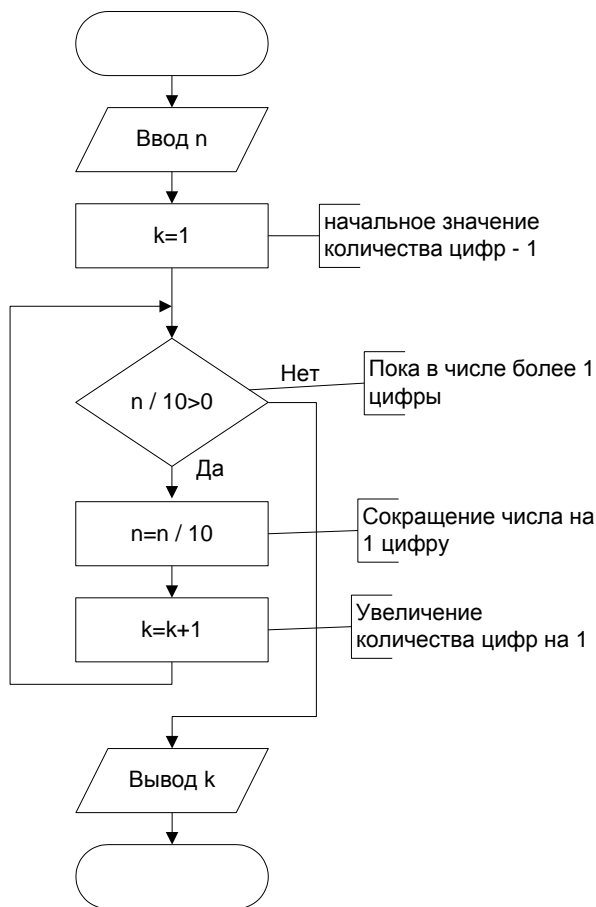 Ввод n
k=1
начальное значение
количества цифр - 1
n / 10>0
Нет
Пока в числе более 1
цифры
Да
n=n / 10
Сокращение числа на
1 цифру
k=k+1
Увеличение
количества цифр на 1
Вывод k